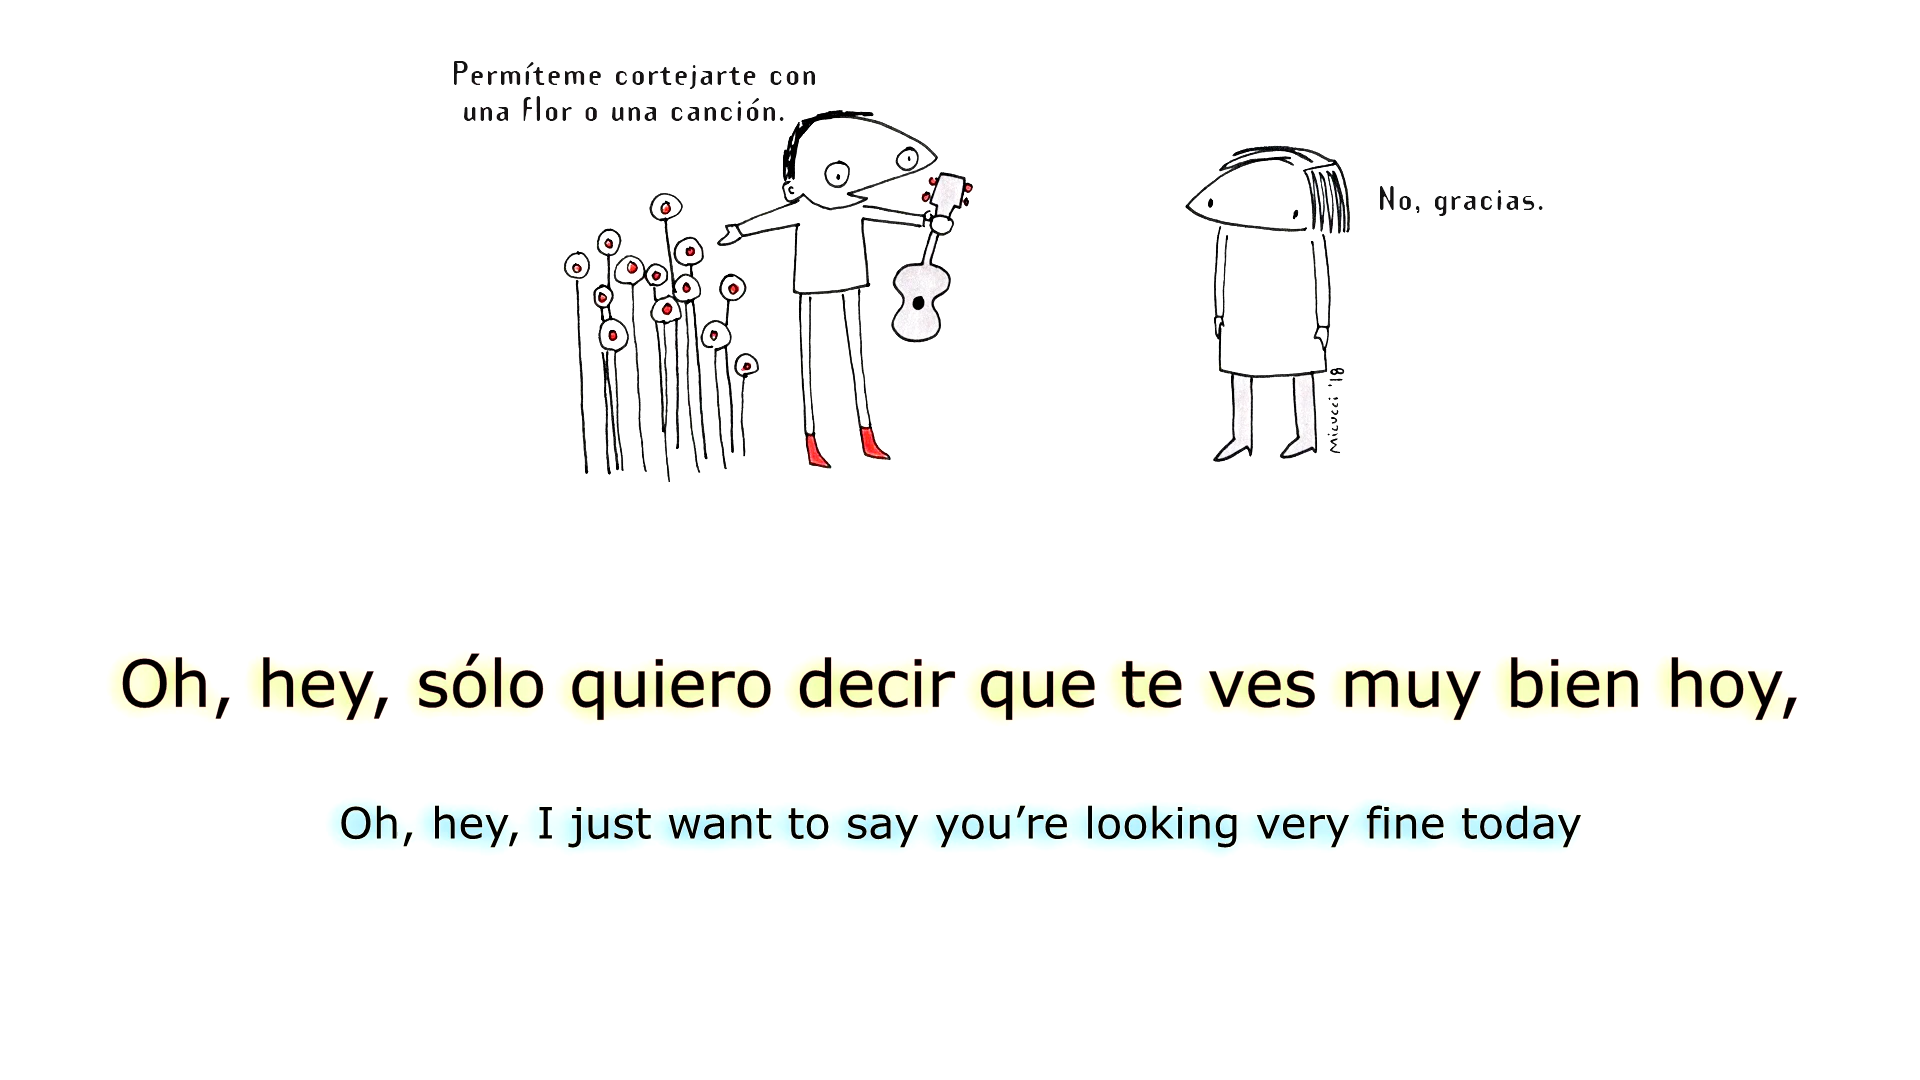 Permíteme cortejarte con
una flor o una canción.
No, gracias.
Micucci '18
Oh, hey, sólo quiero decir que te ves muy bien hoy,
Oh, hey, I just want to say you’re looking very fine today